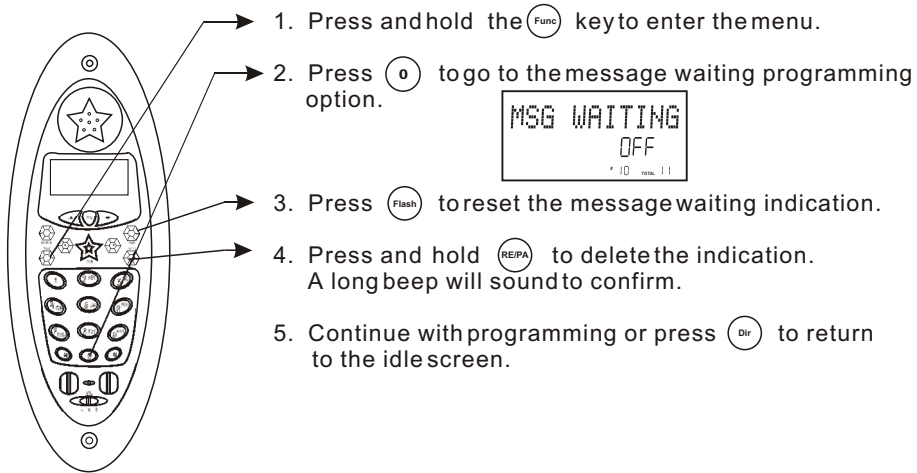 1. Press and hold the Func key to enter the menu.
2. Press 0 to go to the message waiting programming
option.
MSG WAITING
OFF
# 10 TOTAL 11
3. Press Flash to reset the message waiting indication.
4. Press and hold RE/PA to delete the indication.
A long beep will sound to confirm.
5. Continue with programming or press Dir to return
to the idle screen.